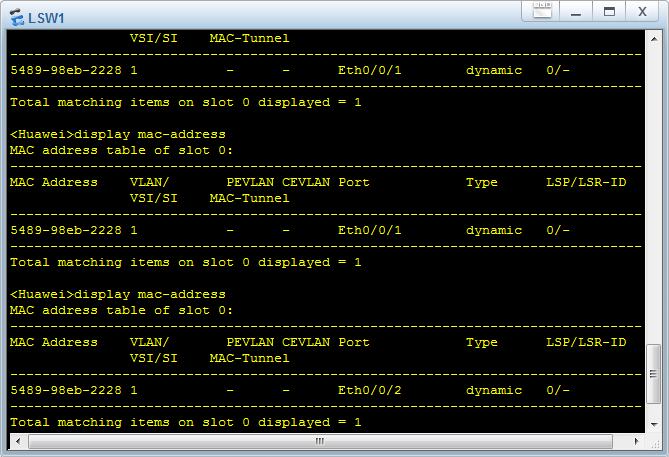 LSW1
VSI/SI MAC-Tunnel
-------------------------------------------------------------------------------
5489-98eb-2228 1 - - Eth0/0/1 dynamic 0/-
-------------------------------------------------------------------------------
Total matching items on slot 0 displayed = 1
<Huawei>display mac-address
MAC address table of slot 0:
-------------------------------------------------------------------------------
MAC Address VLAN/ PEVLAN CEVLAN Port Type LSP/LSR-ID
VSI/SI MAC-Tunnel
-------------------------------------------------------------------------------
5489-98eb-2228 1 - - Eth0/0/1 dynamic 0/-
-------------------------------------------------------------------------------
Total matching items on slot 0 displayed = 1
<Huawei>display mac-address
MAC address table of slot 0:
-------------------------------------------------------------------------------
MAC Address VLAN/ PEVLAN CEVLAN Port Type LSP/LSR-ID
VSI/SI MAC-Tunnel
-------------------------------------------------------------------------------
5489-98eb-2228 1 - - Eth0/0/2 dynamic 0/-
-------------------------------------------------------------------------------
Total matching items on slot 0 displayed = 1